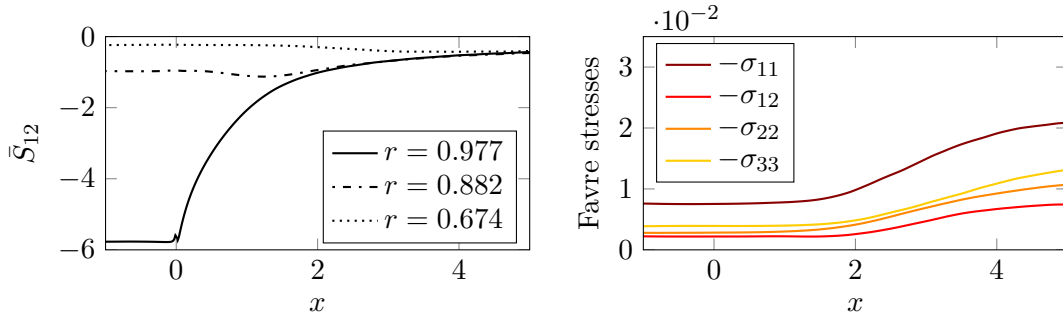 0
−2
−4
−6
0
2
4
x
S̄12
r = 0.977
r = 0.882
r = 0.674
·10−2
3
2
1
0
0
2
4
x
Favre stresses
−σ11
−σ12
−σ22
−σ33